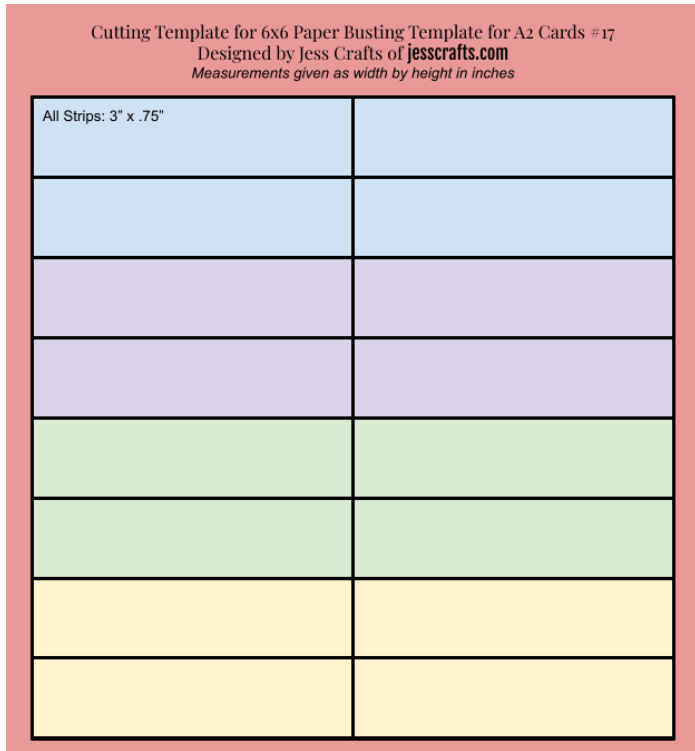 Cutting Template for 6x6 Paper Busting Template for A2 Cards #17
Designed by Jess Crafts of jesscrafts.com
Measurements given as width by height in inches
All Strips: 3” x .75”